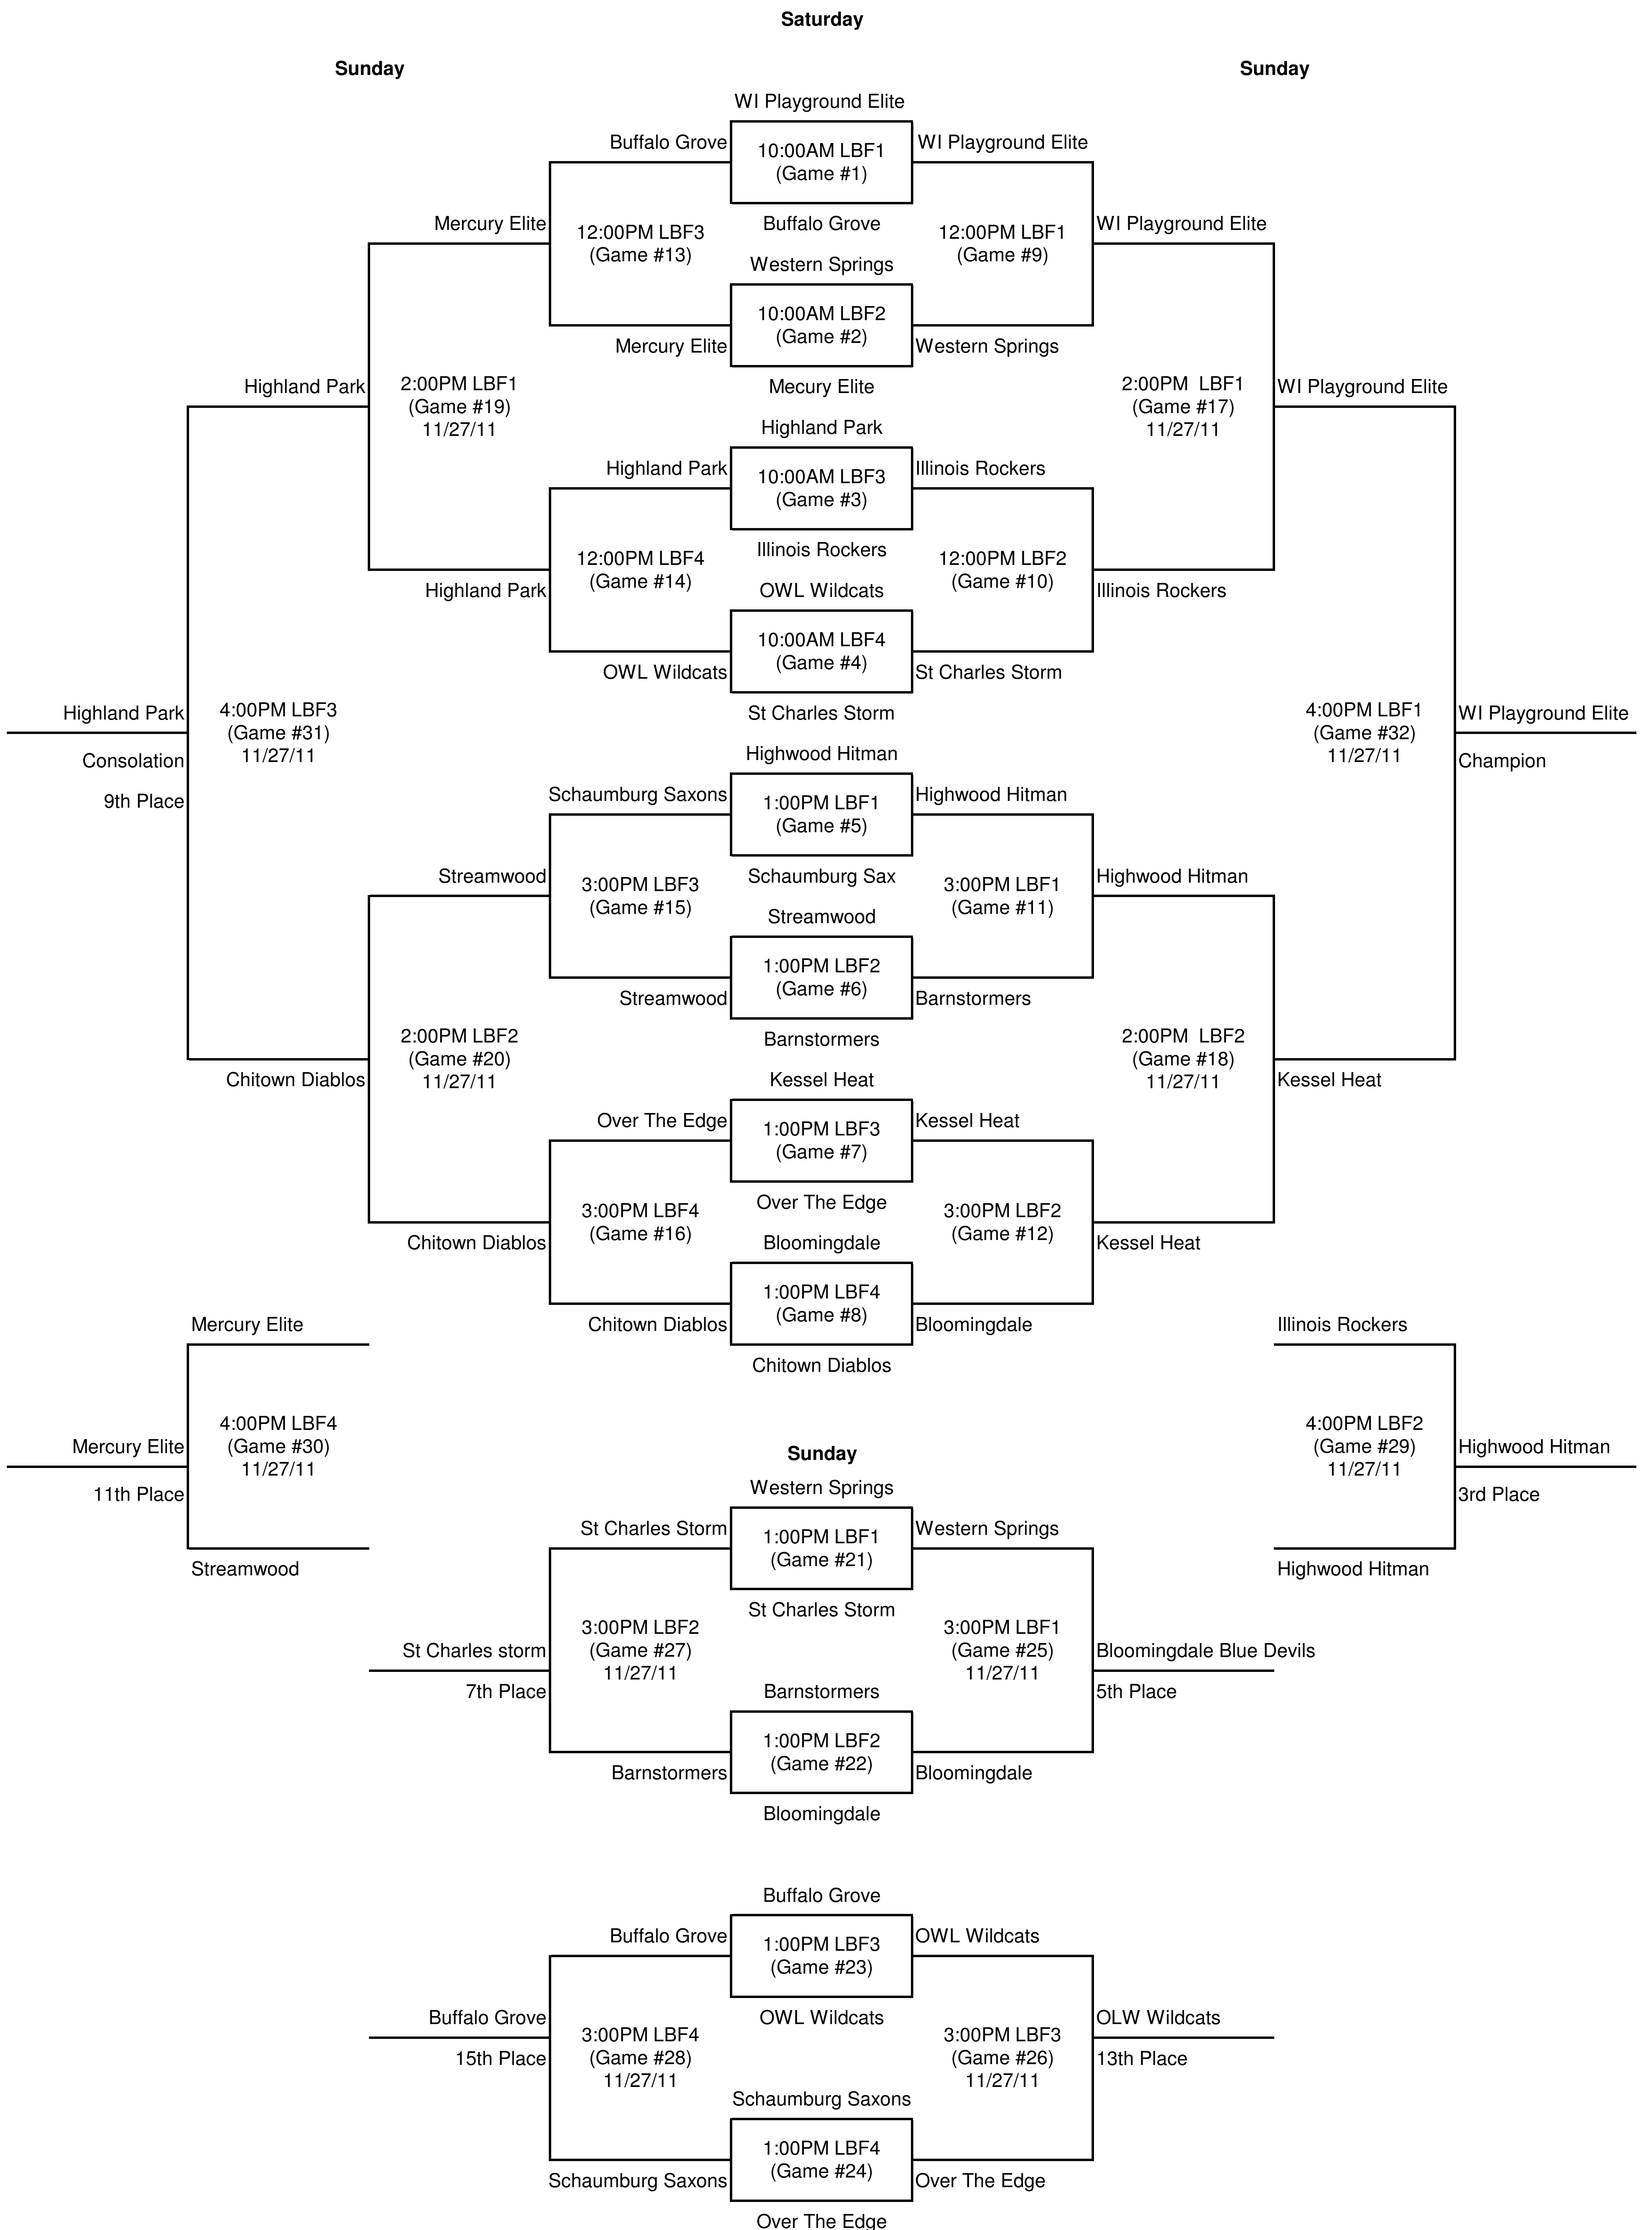 Saturday
Sunday
Sunday
WI Playground Elite
Buffalo Grove
10:00AM LBF1
(Game #1)
WI Playground Elite
Mercury Elite
12:00PM LBF3
(Game #13)
Buffalo Grove
12:00PM LBF1
(Game #9)
WI Playground Elite
Western Springs
10:00AM LBF2
(Game #2)
Mercury Elite
Western Springs
Mecury Elite
Highland Park
2:00PM LBF1
(Game #19)
11/27/11
2:00PM  LBF1
(Game #17)
11/27/11
WI Playground Elite
Highland Park
Highland Park
10:00AM LBF3
(Game #3)
Illinois Rockers
Illinois Rockers
12:00PM LBF4
(Game #14)
12:00PM LBF2
(Game #10)
Highland Park
OWL Wildcats
Illinois Rockers
10:00AM LBF4
(Game #4)
OWL Wildcats
St Charles Storm
St Charles Storm
Highland Park
4:00PM LBF3
(Game #31)
11/27/11
4:00PM LBF1
(Game #32)
11/27/11
WI Playground Elite
Consolation
Champion
9th Place
Highwood Hitman
Schaumburg Saxons
1:00PM LBF1
(Game #5)
Highwood Hitman
Streamwood
3:00PM LBF3
(Game #15)
Schaumburg Sax
3:00PM LBF1
(Game #11)
Highwood Hitman
Streamwood
1:00PM LBF2
(Game #6)
Streamwood
Barnstormers
Barnstormers
2:00PM LBF2
(Game #20)
11/27/11
2:00PM  LBF2
(Game #18)
11/27/11
Chitown Diablos
Kessel Heat
Kessel Heat
Over The Edge
1:00PM LBF3
(Game #7)
Kessel Heat
Over The Edge
3:00PM LBF4
(Game #16)
3:00PM LBF2
(Game #12)
Chitown Diablos
Bloomingdale
Kessel Heat
1:00PM LBF4
(Game #8)
Chitown Diablos
Bloomingdale
Chitown Diablos
Mercury Elite
Illinois Rockers
4:00PM LBF4
(Game #30)
11/27/11
4:00PM LBF2
(Game #29)
11/27/11
Mercury Elite
Highwood Hitman
11th Place
3rd Place
Streamwood
Highwood Hitman
Sunday
Western Springs
St Charles Storm
1:00PM LBF1
(Game #21)
Western Springs
St Charles Storm
3:00PM LBF2
(Game #27)
11/27/11
3:00PM LBF1
(Game #25)
11/27/11
St Charles storm
Bloomingdale Blue Devils
7th Place
5th Place
Barnstormers
1:00PM LBF2
(Game #22)
Barnstormers
Bloomingdale
Bloomingdale
Buffalo Grove
Buffalo Grove
1:00PM LBF3
(Game #23)
OWL Wildcats
OWL Wildcats
Buffalo Grove
3:00PM LBF4
(Game #28)
11/27/11
3:00PM LBF3
(Game #26)
11/27/11
OLW Wildcats
15th Place
13th Place
Schaumburg Saxons
1:00PM LBF4
(Game #24)
Schaumburg Saxons
Over The Edge
Over The Edge